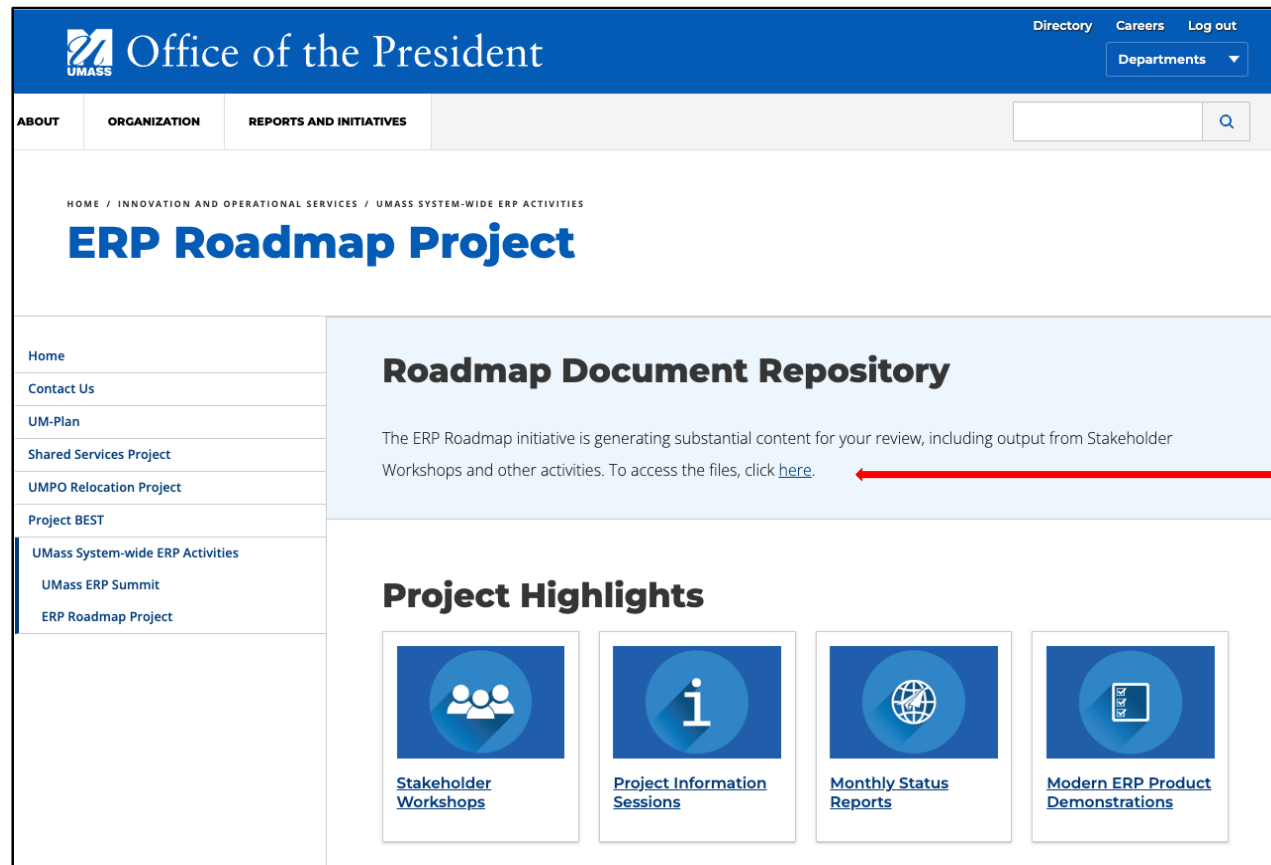 UMASS
Office of the President
Directory Careers Log out
Departments
ABOUT ORGANIZATION REPORTS AND INITIATIVES
HOME / INNOVATION AND OPERATIONAL SERVICES / UMASS SYSTEM-WIDE ERP ACTIVITIES
ERP Roadmap Project
Home
Contact Us
UM-Plan
Shared Services Project
UMPO Relocation Project
Project BEST
UMass System-wide ERP Activities
UMass ERP Summit
ERP Roadmap Project
Roadmap Document Repository
The ERP Roadmap initiative is generating substantial content for your review, including output from Stakeholder
Workshops and other activities. To access the files, click here.
Project Highlights
Stakeholder
Workshops
Project Information
Sessions
Monthly Status
Reports
Modern ERP Product
Demonstrations